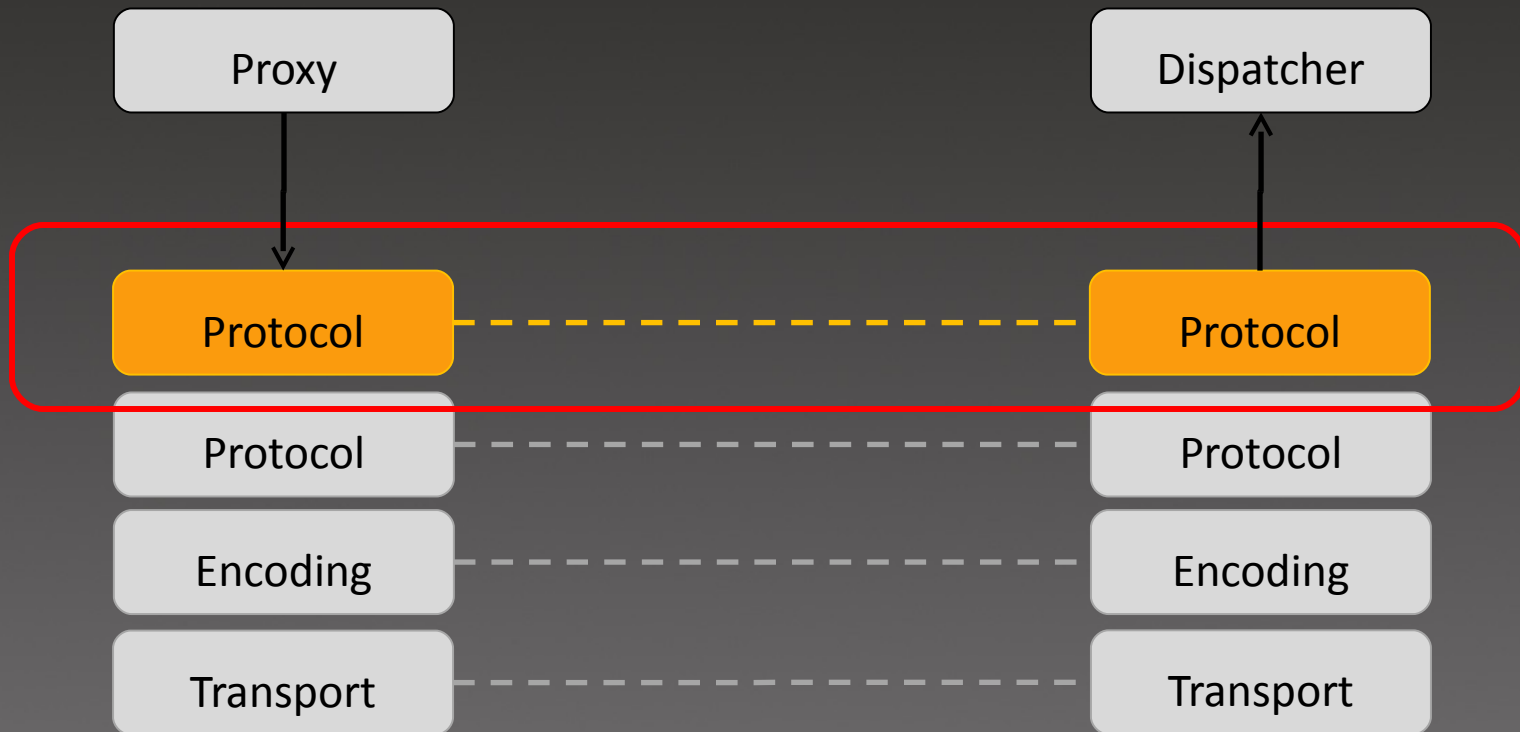 Proxy
Dispatcher
Protocol
Protocol
Protocol
Protocol
Encoding
Encoding
Transport
Transport